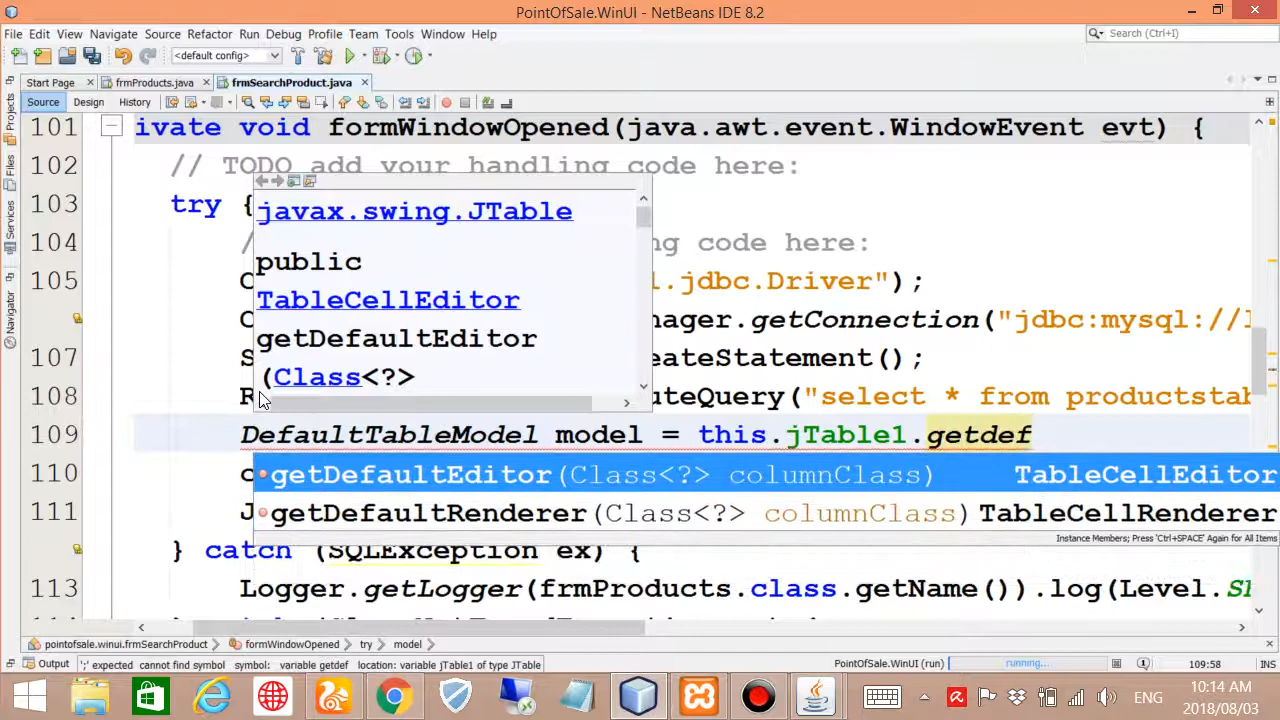 PointOfSale.WinUI - NetBeans IDE 8.2
File Edit View Navigate Source Refactor Run Debug Profile Team Tools Window Help
<default config>
Search (Ctrl+I)
Start Page
frmProducts.java
frmSearchProduct.java
Source Design History
Projects
Files
Services
Navigator
101 ivate void formWindowOpened(java.awt.event.WindowEvent evt) {
102 // TODO add your handling code here:
103 try {
104 code here:
105 .jdbc.Driver");
nager.getConnection("jdbc:mysql://
107 eateStatement();
108 uteQuery("select * from productstab
109 DefaultTableModel model = this.jTable1.getdef
110
111
} catch (SQLException ex) {
113 Logger.getLogger(frmProducts.class.getName()).log(Level.
javax.swing.JTable
public
TableCellEditor
getDefaultEditor
(Class<?>
getDefaultEditor(Class<?> columnClass) TableCellEditor
getDefaultRenderer(Class<?> columnClass) TableCellRenderer
Instance Members; Press 'Ctrl+SPACE' Again for All Items
pointofsale.winui.frmSearchProduct
formWindowOpened
try
model
Output
';' expected cannot find symbol symbol: variable getdef location: variable jTable1 of type JTable
PointOfSale.WinUI (run)
running...
109:58
INS
ENG
10:14 AM
2018/08/03